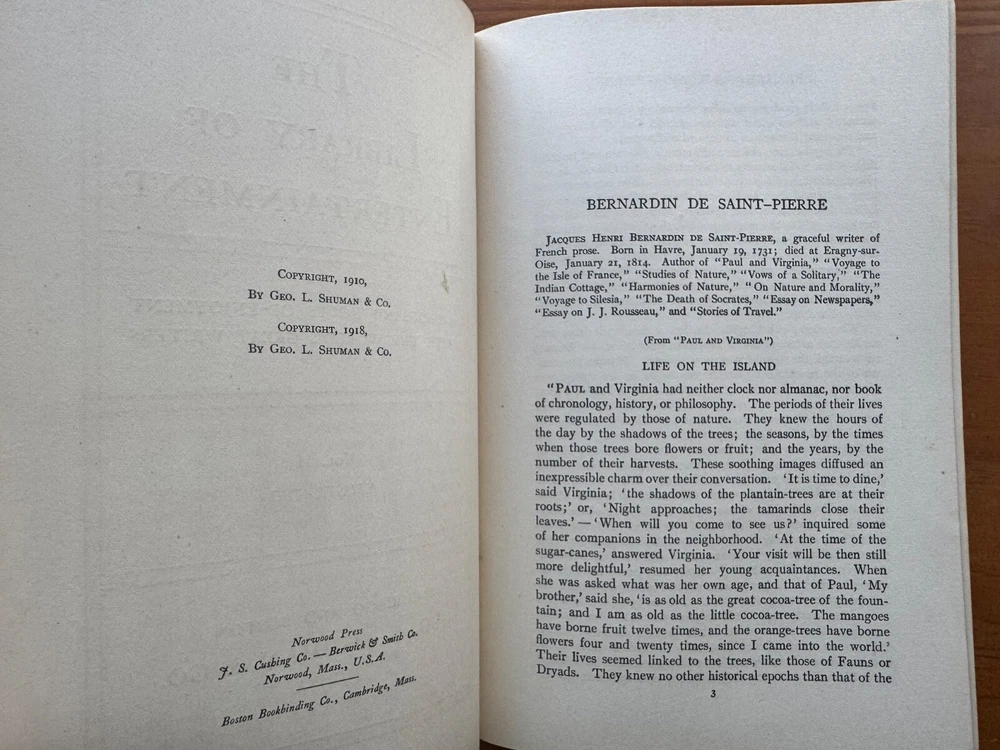 THE
LIBRARY OF
ENTERTAINMENT
COPYRIGHT, 1910,
BY GEO. L. SHUMAN & CO.
COPYRIGHT, 1918,
BY GEO. L. SHUMAN & CO.
Norwood Press
J. S. Cushing Co. — Berwick & Smith Co.
Norwood, Mass., U.S.A.
Boston Bookbinding Co., Cambridge, Mass.
BERNARDIN DE SAINT–PIERRE
JACQUES HENRI BERNARDIN DE SAINT-PIERRE, a graceful writer of
French prose. Born in Havre, January 19, 1731; died at Eragny-sur-
Oise, January 21, 1814. Author of "Paul and Virginia," "Voyage to
the Isle of France," "Studies of Nature," "Vows of a Solitary," "The
Indian Cottage," "Harmonies of Nature," "On Nature and Morality,"
"Voyage to Silesia," "The Death of Socrates," "Essay on Newspapers,"
"Essay on J. J. Rousseau," and "Stories of Travel."
(From "PAUL AND VIRGINIA")
LIFE ON THE ISLAND
"PAUL and Virginia had neither clock nor almanac, nor book
of chronology, history, or philosophy. The periods of their lives
were regulated by those of nature. They knew the hours of
the day by the shadows of the trees; the seasons, by the times
when those trees bore flowers or fruit; and the years, by the
number of their harvests. These soothing images diffused an
inexpressible charm over their conversation. 'It is time to dine,'
said Virginia; 'the shadows of the plantain-trees are at their
roots;' or, 'Night approaches; the tamarinds close their
leaves.' — 'When will you come to see us?' inquired some
of her companions in the neighborhood. 'At the time of the
sugar-canes,' answered Virginia. 'Your visit will be then still
more delightful,' resumed her young acquaintances. When
she was asked what was her own age, and that of Paul, 'My
brother,' said she, 'is as old as the great cocoa-tree of the foun-
tain; and I am as old as the little cocoa-tree. The mangoes
have borne fruit twelve times, and the orange-trees have borne
flowers four and twenty times, since I came into the world.'
Their lives seemed linked to the trees, like those of Fauns or
Dryads. They knew no other historical epochs than that of the
3